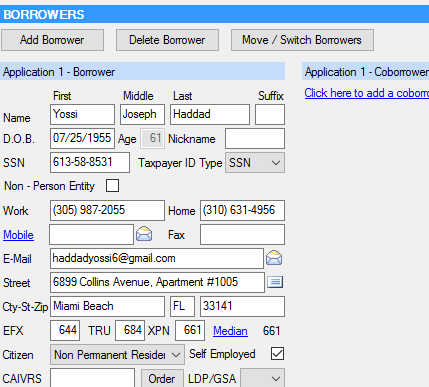 BORROWERS
Add Borrower Delete Borrower Move / Switch Borrowers
Application 1 - Borrower Application 1 - Coborrower
First Middle Last Suffix Click here to add a coborro
Name Yossi Joseph Haddad
D.O.B. 07/25/1955 Age 61 Nickname
SSN 613-58-8531 Taxpayer ID Type SSN
Non - Person Entity
Work (305) 987-2055 Home (310) 631-4956
Mobile Fax
E-Mail haddadyossi6@gmail.com
Street 6899 Collins Avenue, Apartment #1005
Cty-St-Zip Miami Beach FL 33141
EFX 644 TRU 684 XPN 661 Median 661
Citizen Non Permanent Resider Self Employed
CAIVRS Order LDP/GSA